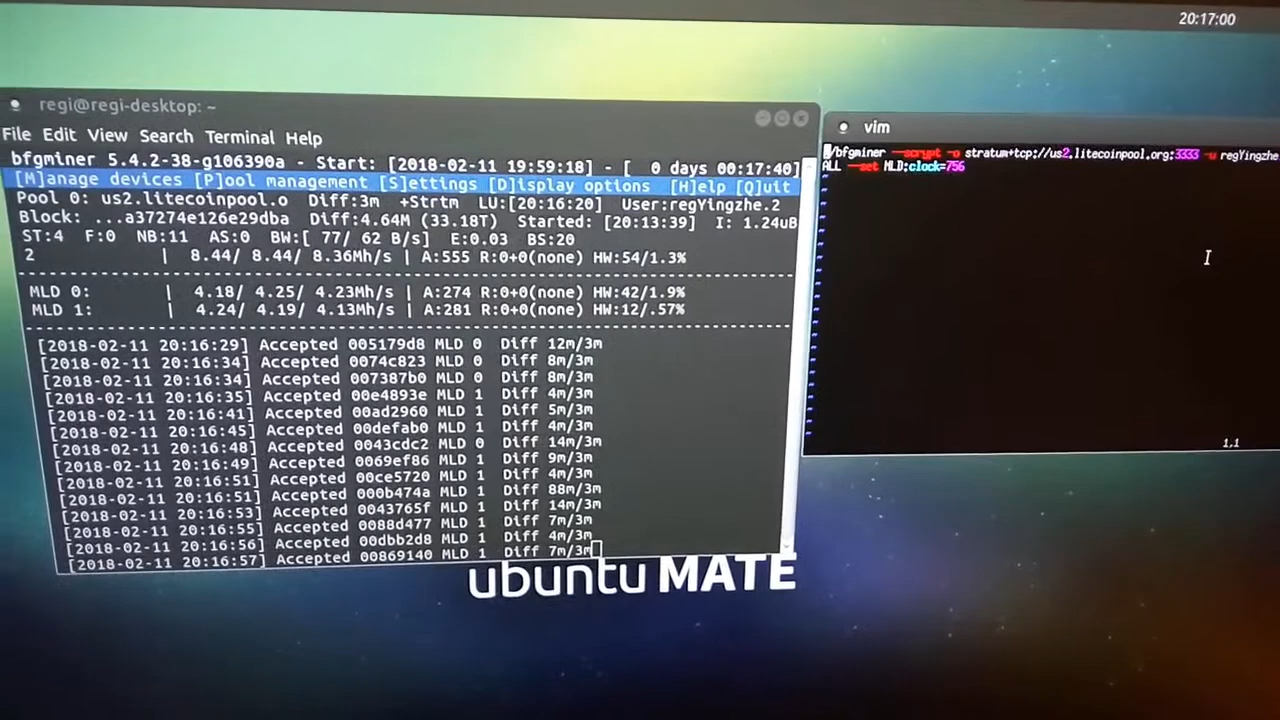 20:17:00
regi@regi-desktop: ~
File Edit View Search Terminal Help
bfgminer 5.4.2-38-g106390a - Start: [2018-02-11 19:59:18] - [  0 days 00:17:40]
[M]anage devices [P]ool management [S]ettings [D]isplay options  [H]elp [Q]uit
Pool 0: us2.litecoinpool.o  Diff:3m  +Strtm  LU:[20:16:20]  User:regYingzhe.2
Block: ...a37274e126e29dba  Diff:4.64M (33.18T)  Started: [20:13:39]  I: 1.24uB
ST:4  F:0  NB:11  AS:0  BW:[ 77/ 62 B/s]  E:0.03  BS:20
2            |  8.44/ 8.44/ 8.36Mh/s | A:555 R:0+0(none) HW:54/1.3%
MLD 0:       |  4.18/ 4.25/ 4.23Mh/s | A:274 R:0+0(none) HW:42/1.9%
MLD 1:       |  4.24/ 4.19/ 4.13Mh/s | A:281 R:0+0(none) HW:12/.57%
[2018-02-11 20:16:29] Accepted 005179d8 MLD 0  Diff 12m/3m
[2018-02-11 20:16:34] Accepted 0074c823 MLD 0  Diff 8m/3m
[2018-02-11 20:16:34] Accepted 007387b0 MLD 0  Diff 8m/3m
[2018-02-11 20:16:35] Accepted 00e4893e MLD 1  Diff 4m/3m
[2018-02-11 20:16:41] Accepted 00ad2960 MLD 1  Diff 5m/3m
[2018-02-11 20:16:45] Accepted 00defab0 MLD 1  Diff 4m/3m
[2018-02-11 20:16:48] Accepted 0043cdc2 MLD 0  Diff 14m/3m
[2018-02-11 20:16:49] Accepted 0069ef86 MLD 1  Diff 9m/3m
[2018-02-11 20:16:51] Accepted 00ce5720 MLD 1  Diff 4m/3m
[2018-02-11 20:16:51] Accepted 000b474a MLD 1  Diff 88m/3m
[2018-02-11 20:16:53] Accepted 0043765f MLD 1  Diff 14m/3m
[2018-02-11 20:16:55] Accepted 0088d477 MLD 1  Diff 7m/3m
[2018-02-11 20:16:56] Accepted 00dbb2d8 MLD 1  Diff 4m/3m
[2018-02-11 20:16:57] Accepted 00869140 MLD 1  Diff 7m/3m
vim
./bfgminer --scrypt -o stratum+tcp://us2.litecoinpool.org:3333 -u regYingzhe
ALL --set MLD:clock=756
1,1
ubuntu MATE